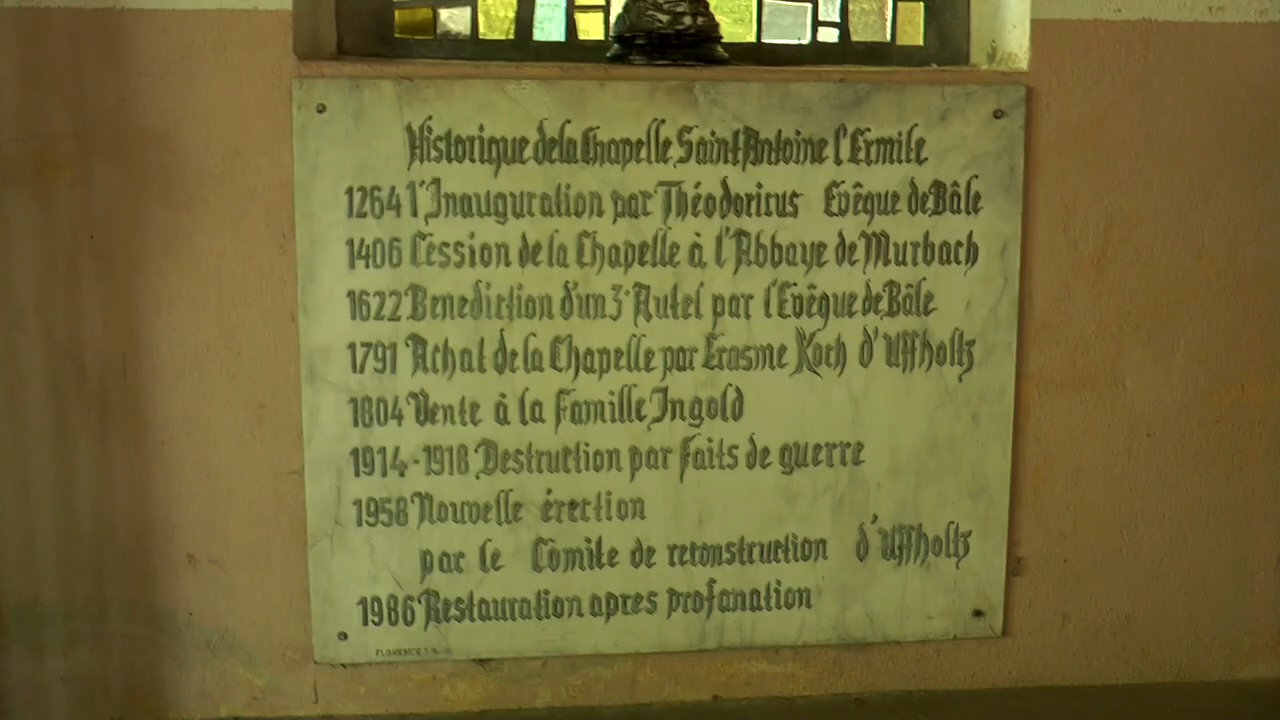 Historique de la Chapelle Saint Antoine l'Ermite
1264 l'Inauguration par Théodoricus Evêque de Bâle
1406 Cession de la Chapelle à l'Abbaye de Murbach
1622 Benediction d'un 3e Autel par l'Evêque de Bâle
1791 Achat de la Chapelle par Erasme Koch d'Uffholtz
1804 Vente à la Famille Ingold
1914-1918 Destruction par faits de guerre
1958 Nouvelle érection
par le Comite de reconstruction d'Uffholtz
1986 Restauration apres profanation
FLORENCE